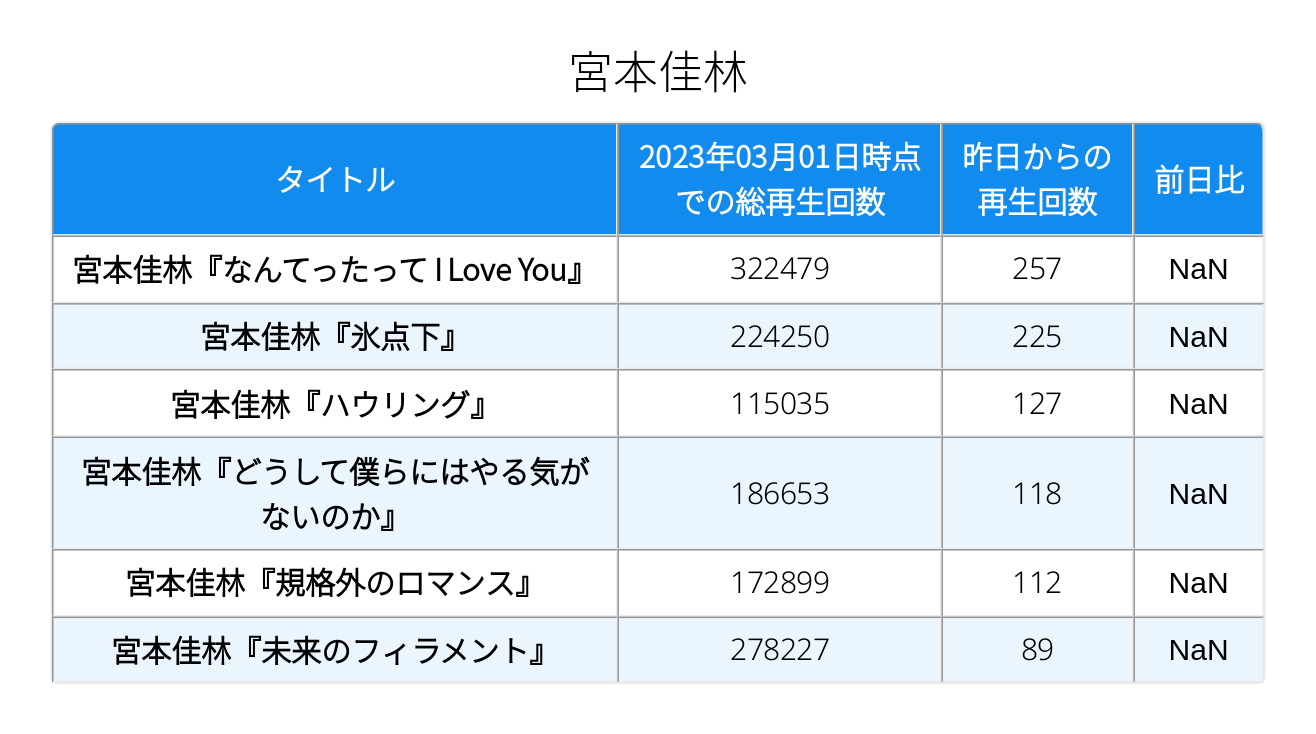 宮本佳林
タイトル
2023年03月01日時点
での総再生回数
昨日からの
再生回数
前日比
宮本佳林『なんてったって I Love You』
322479
257
NaN
宮本佳林『氷点下』
224250
225
NaN
宮本佳林『ハウリング』
115035
127
NaN
宮本佳林『どうして僕らにはやる気が
ないのか』
186653
118
NaN
宮本佳林『規格外のロマンス』
172899
112
NaN
宮本佳林『未来のフィラメント』
278227
89
NaN